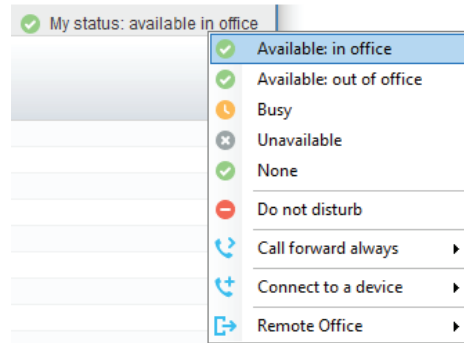 My status: available in office
Available: in office
Available: out of office
Busy
Unavailable
None
Do not disturb
Call forward always
Connect to a device
Remote Office